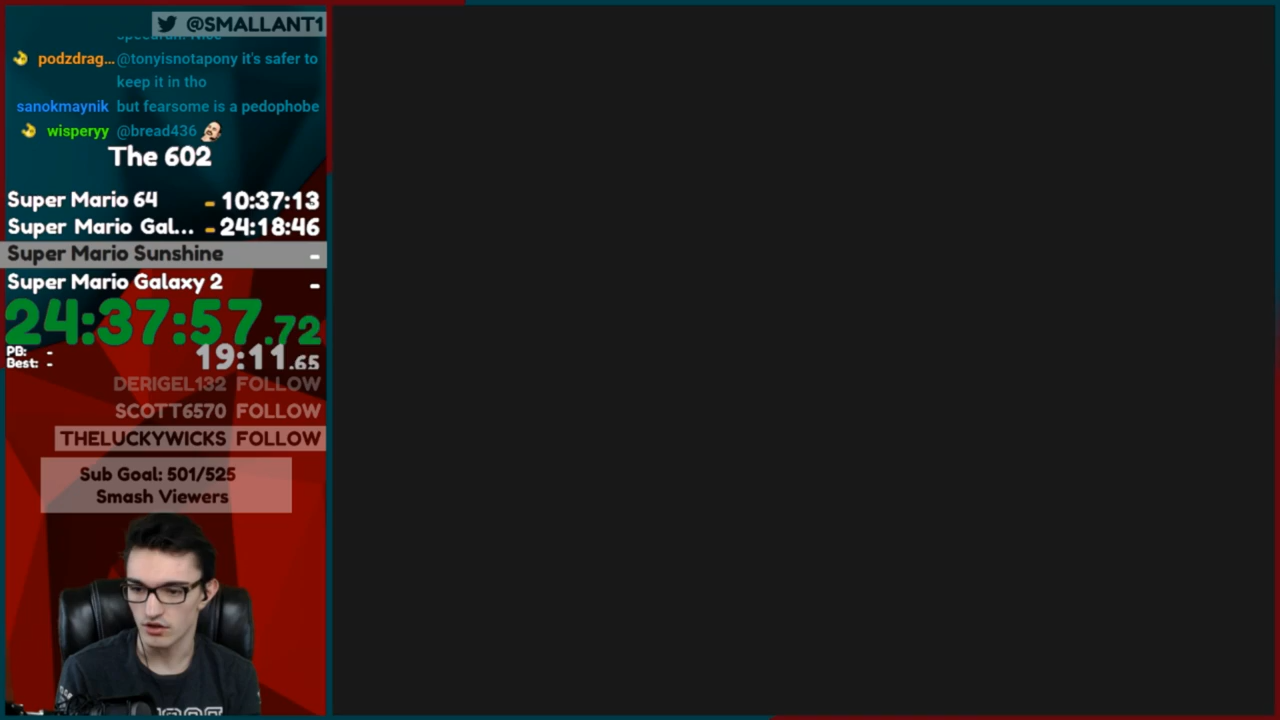 @SMALLANT1
speedrun. Nice
podzdrag... @tonyisnotapony it's safer to
keep it in tho
sanokmaynik but fearsome is a pedophobe
wisperyy @bread436
The 602
Super Mario 64 - 10:37:13
Super Mario Gal... - 24:18:46
Super Mario Sunshine -
Super Mario Galaxy 2 -
24:37:57.72
PB: -
Best: -
19:11.65
DERIGEL132 FOLLOW
SCOTT6570 FOLLOW
THELUCKYWICKS FOLLOW
Sub Goal: 501/525
Smash Viewers